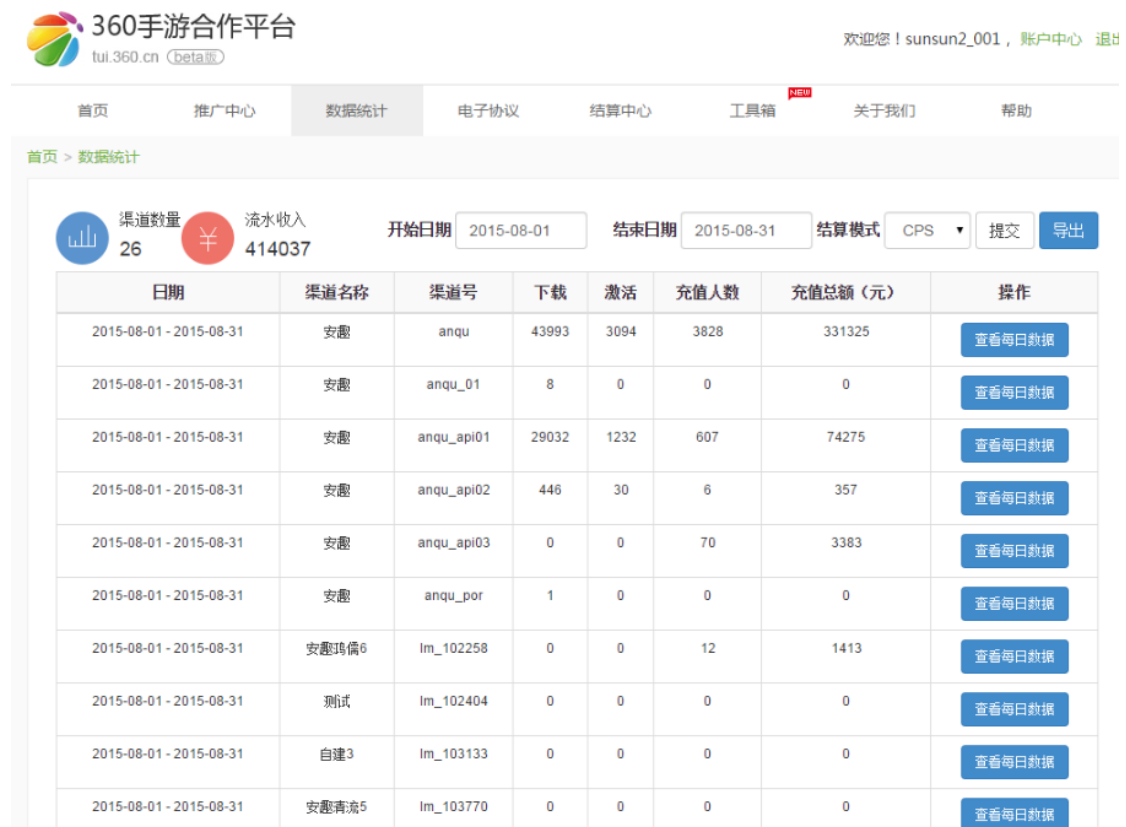 360手游合作平台
tui.360.cn beta版
欢迎您！sunsun2_001， 账户中心 退出
首页 推广中心 数据统计 电子协议 结算中心 工具箱 NEW 关于我们 帮助
首页 > 数据统计
渠道数量 26 流水收入 414037 开始日期 2015-08-01 结束日期 2015-08-31 结算模式 CPS 提交 导出
日期 渠道名称 渠道号 下载 激活 充值人数 充值总额（元） 操作
2015-08-01 - 2015-08-31 安趣 anqu 43993 3094 3828 331325 查看每日数据
2015-08-01 - 2015-08-31 安趣 anqu_01 8 0 0 0 查看每日数据
2015-08-01 - 2015-08-31 安趣 anqu_api01 29032 1232 607 74275 查看每日数据
2015-08-01 - 2015-08-31 安趣 anqu_api02 446 30 6 357 查看每日数据
2015-08-01 - 2015-08-31 安趣 anqu_api03 0 0 70 3383 查看每日数据
2015-08-01 - 2015-08-31 安趣 anqu_por 1 0 0 0 查看每日数据
2015-08-01 - 2015-08-31 安趣鸿儒6 lm_102258 0 0 12 1413 查看每日数据
2015-08-01 - 2015-08-31 测试 lm_102404 0 0 0 0 查看每日数据
2015-08-01 - 2015-08-31 自建3 lm_103133 0 0 0 0 查看每日数据
2015-08-01 - 2015-08-31 安趣清流5 lm_103770 0 0 0 0 查看每日数据